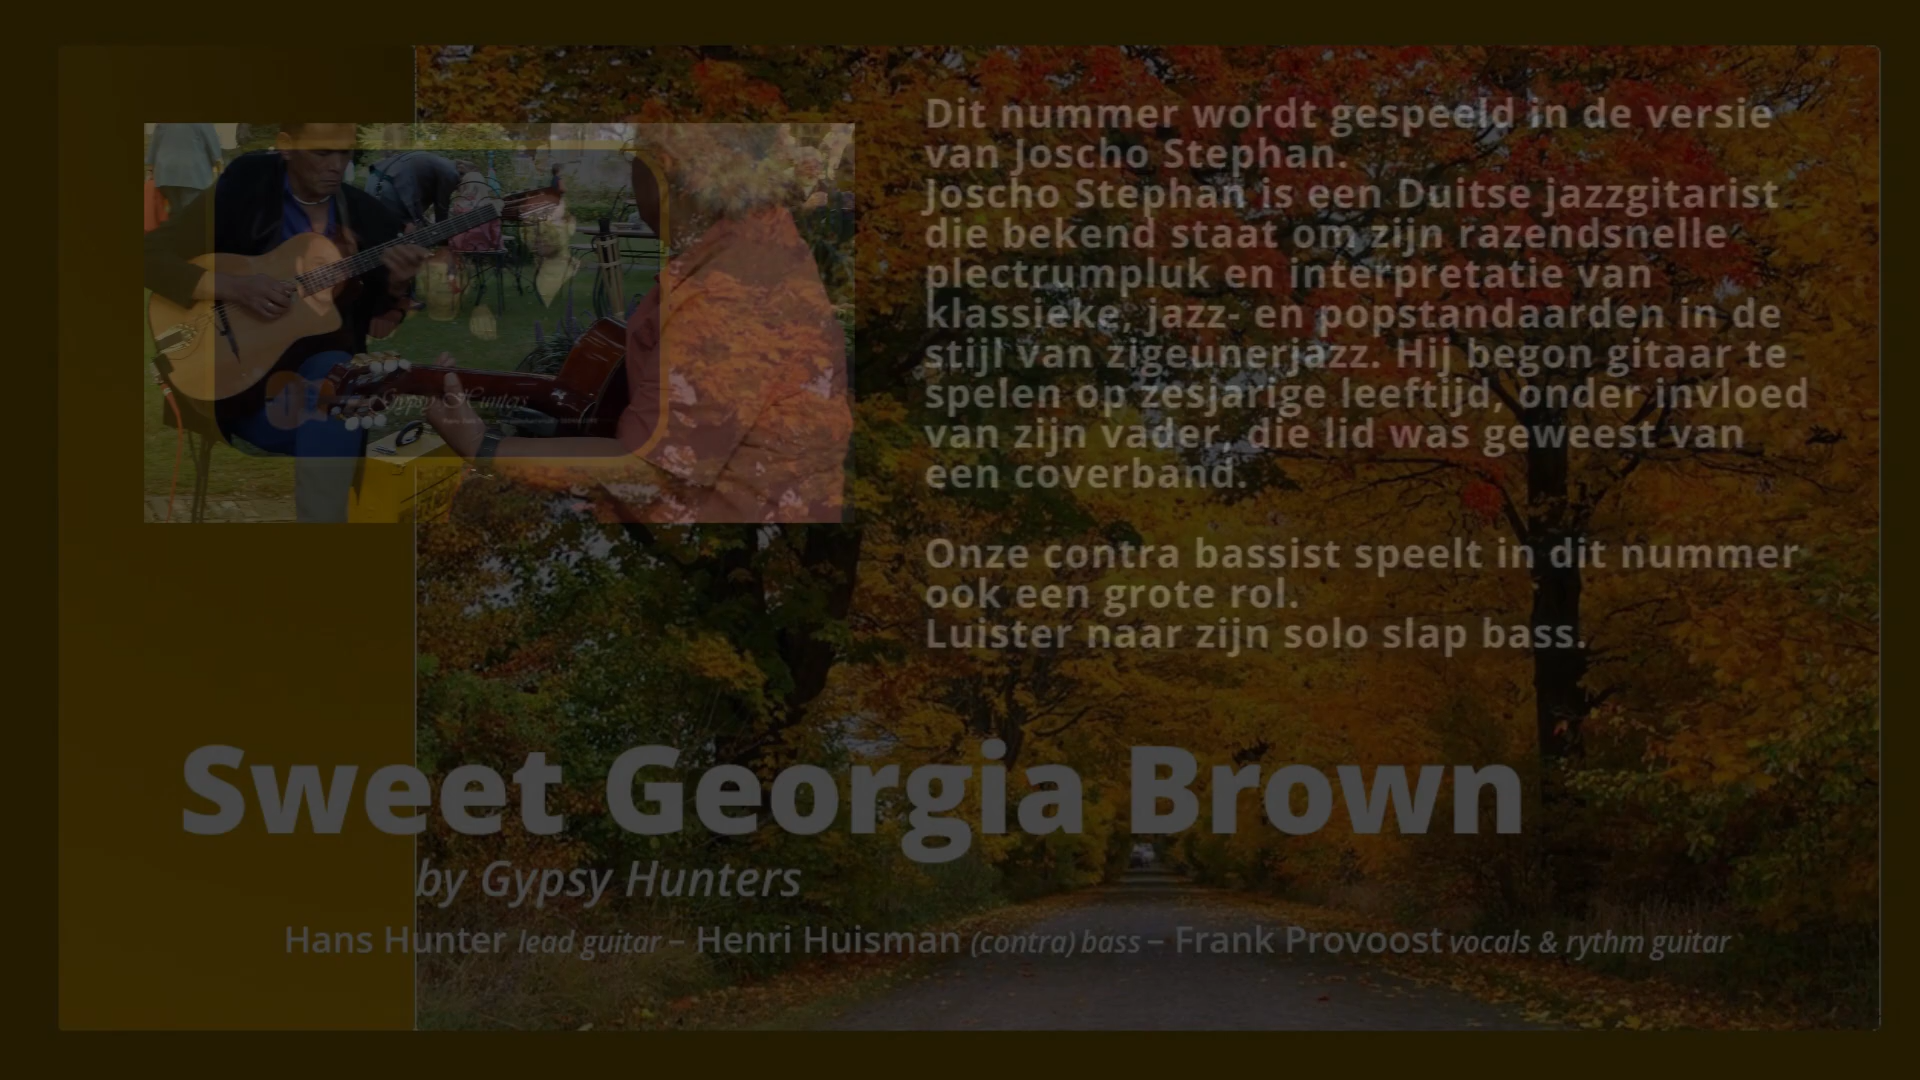 Dit nummer wordt gespeeld in de versie
van Joscho Stephan.
Joscho Stephan is een Duitse jazzgitarist
die bekend staat om zijn razendsnelle
plectrumpluk en interpretatie van
klassieke, jazz- en popstandaarden in de
stijl van zigeunerjazz. Hij begon gitaar te
spelen op zesjarige leeftijd, onder invloed
van zijn vader, die lid was geweest van
een coverband.
Onze contra bassist speelt in dit nummer
ook een grote rol.
Luister naar zijn solo slap bass.
Gypsy Hunters
Sweet Georgia Brown
by Gypsy Hunters
Hans Hunter lead guitar – Henri Huisman (contra) bass – Frank Provoost vocals & rythm guitar